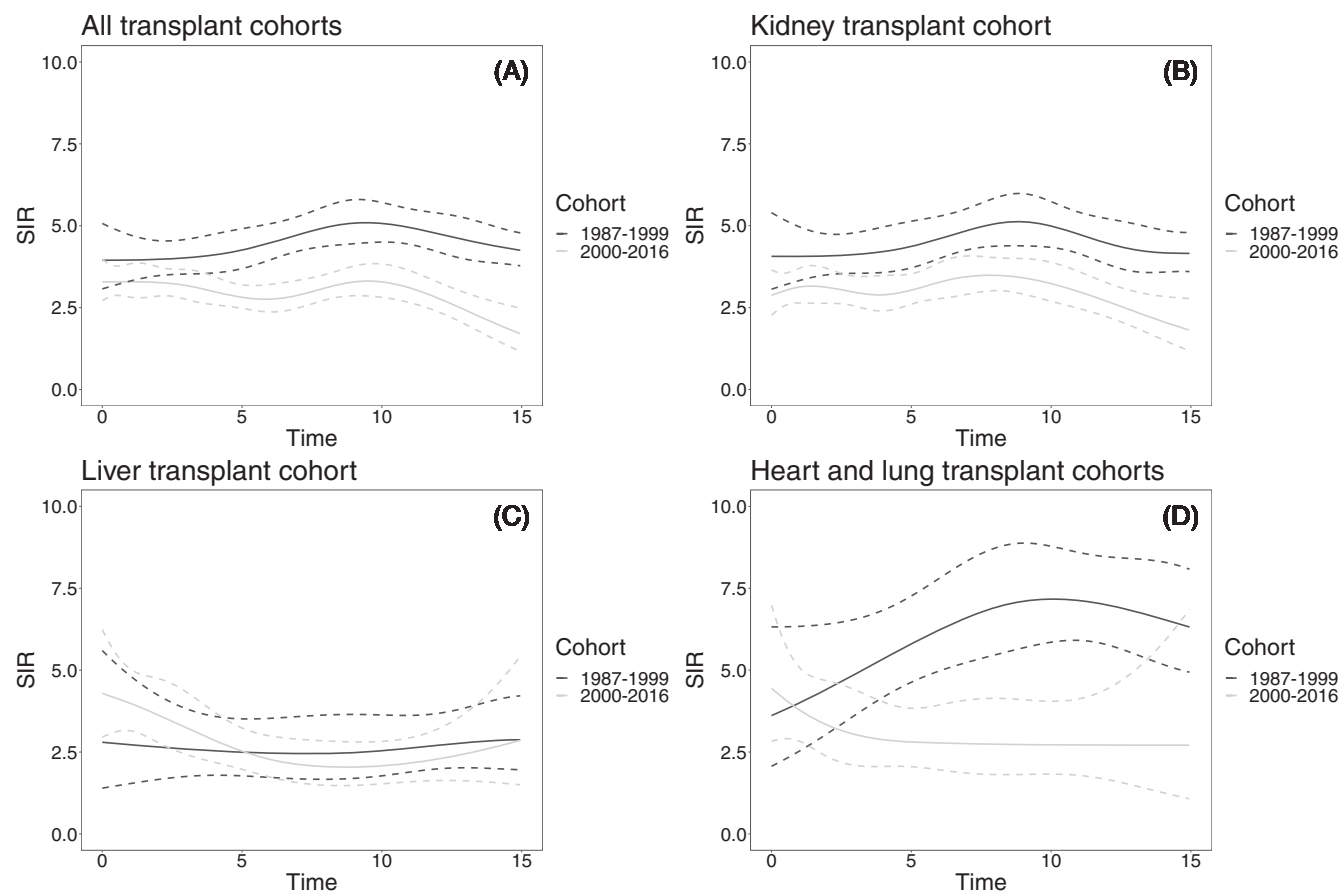 All transplant cohorts
(A)
10.0
7.5
5.0
2.5
0.0
SIR
0
5
10
15
Time
Cohort
1987-1999
2000-2016
Kidney transplant cohort
(B)
10.0
7.5
5.0
2.5
0.0
SIR
0
5
10
15
Time
Cohort
1987-1999
2000-2016
Liver transplant cohort
(C)
10.0
7.5
5.0
2.5
0.0
SIR
0
5
10
15
Time
Cohort
1987-1999
2000-2016
Heart and lung transplant cohorts
(D)
10.0
7.5
5.0
2.5
0.0
SIR
0
5
10
15
Time
Cohort
1987-1999
2000-2016